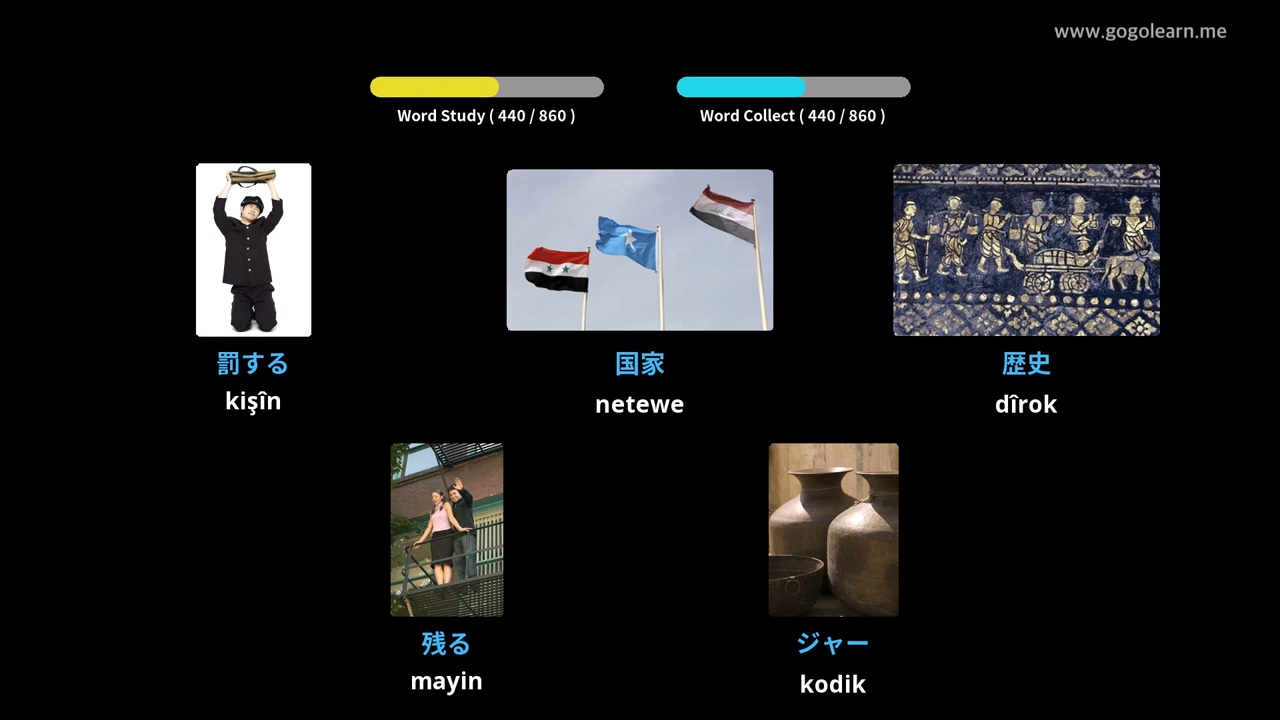 www.gogolearn.me
Word Study ( 440 / 860 )
Word Collect ( 440 / 860 )
罰する
kişîn
国家
netewe
歴史
dîrok
残る
mayin
ジャー
kodik